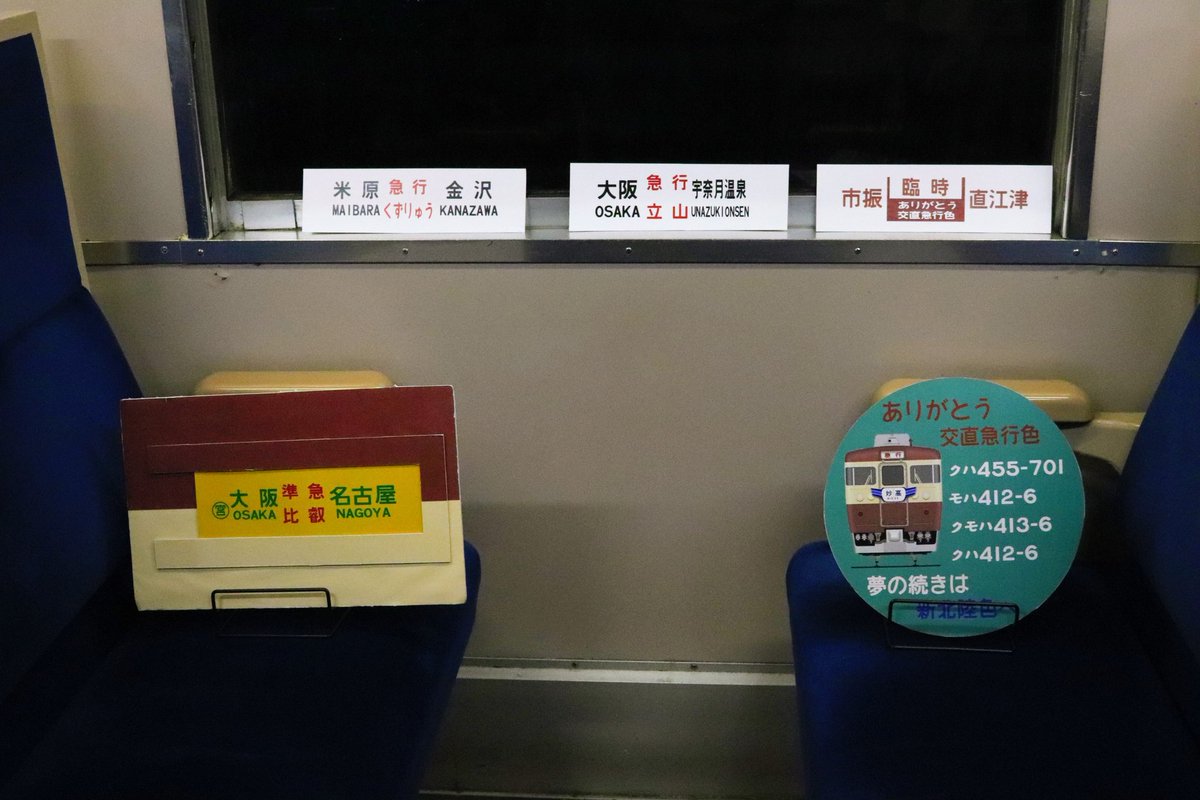 米原 急行 金沢
MAIBARA くずりゅう KANAZAWA
大阪 急行 宇奈月温泉
OSAKA 立山 UNAZUKIONSEN
市振 臨時 直江津
ありがとう
交直急行色
営 大阪 準急 名古屋
OSAKA 比叡 NAGOYA
ありがとう
交直急行色
急行
妙高
クハ455-701
モハ412-6
クモハ413-6
クハ412-6
夢の続きは
新北陸色へ